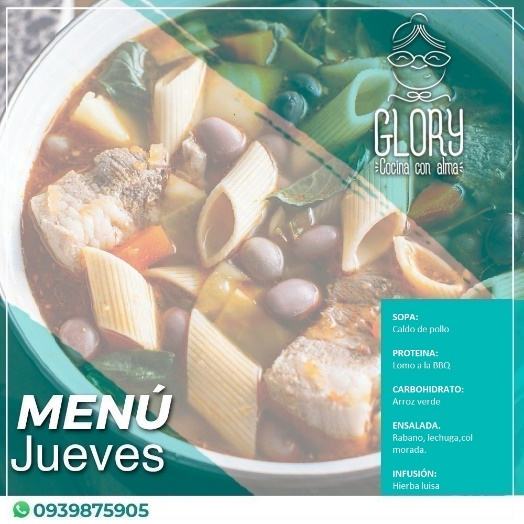 GLORY
Cocina con alma
SOPA:
Caldo de pollo
PROTEINA:
Lomo a la BBQ
CARBOHIDRATO:
Arroz verde
ENSALADA.
Rabano, lechuga,col
morada.
INFUSIÓN:
Hierba luisa
MENÚ
Jueves
0939875905